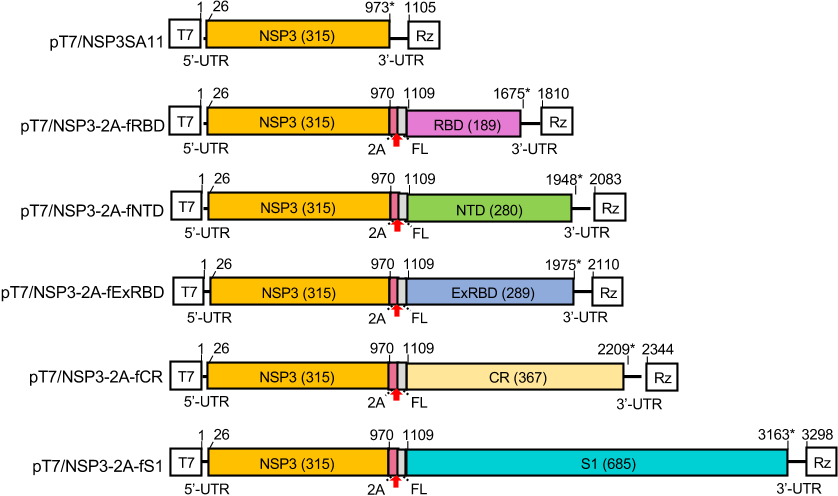 1 26 973* 1105
pT7/NSP3SA11 T7 NSP3 (315) Rz
5'-UTR 3'-UTR
1 26 970 1109 1675* 1810
pT7/NSP3-2A-fRBD T7 NSP3 (315) RBD (189) Rz
5'-UTR 2A FL 3'-UTR
1 26 970 1109 1948* 2083
pT7/NSP3-2A-fNTD T7 NSP3 (315) NTD (280) Rz
5'-UTR 2A FL 3'-UTR
1 26 970 1109 1975* 2110
pT7/NSP3-2A-fExRBD T7 NSP3 (315) ExRBD (289) Rz
5'-UTR 2A FL 3'-UTR
1 26 970 1109 2209* 2344
pT7/NSP3-2A-fCR T7 NSP3 (315) CR (367) Rz
5'-UTR 2A FL 3'-UTR
1 26 970 1109 3163* 3298
pT7/NSP3-2A-fS1 T7 NSP3 (315) S1 (685) Rz
5'-UTR 2A FL 3'-UTR